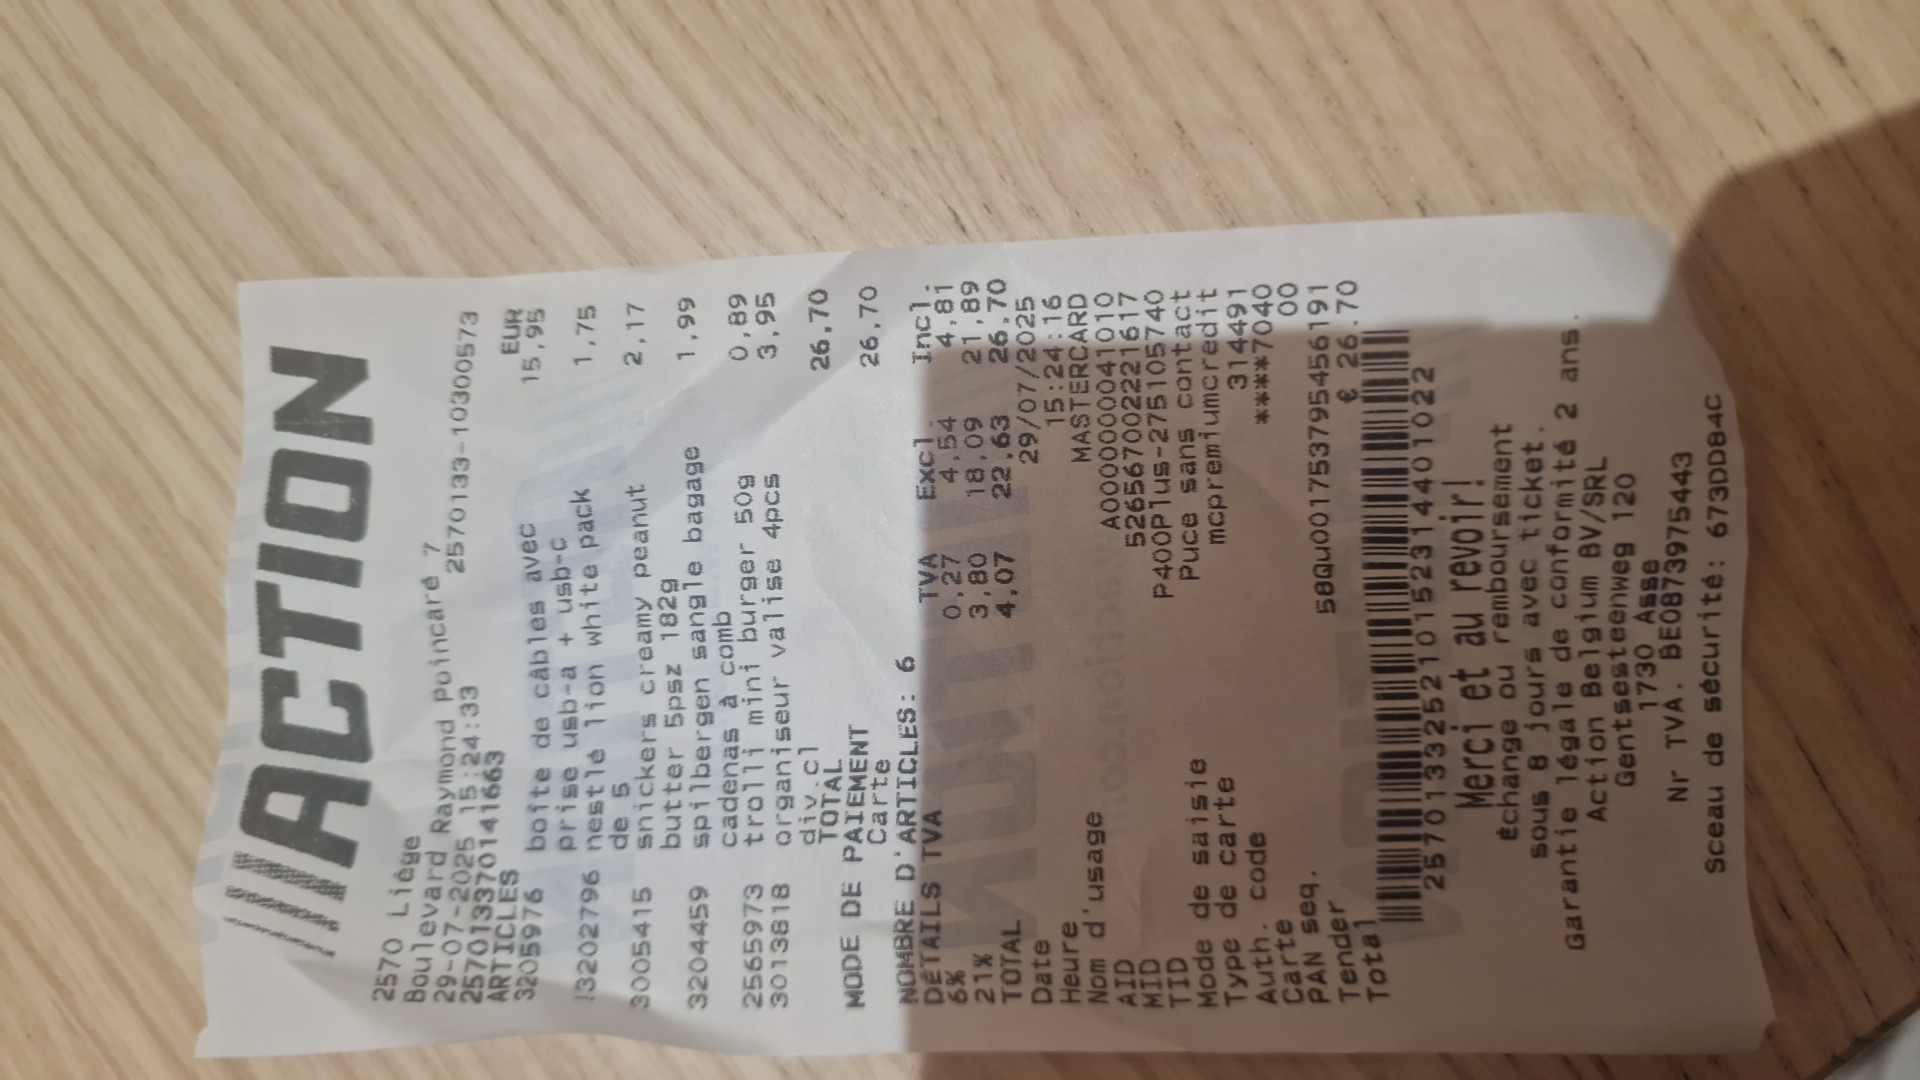 ACTION
2570 Liège
Boulevard Raymond Poincaré 7
29-07-2025 15:24:33 2570133-10300573
2570133701416​63
ARTICLES EUR
3205976 boîte de câbles avec 15,95
prise usb-a + usb-c
!3202796 nestlé lion white pack 1,75
de 5
3005415 snickers creamy peanut 2,17
butter 5psz 182g
3204459 spilbergen sangle bagage 1,99
cadenas à comb
2565973 trolli mini burger 50g 0,89
3013818 organiseur valise 4pcs 3,95
div.cl
TOTAL 26,70
MODE DE PAIEMENT
Carte 26,70
NOMBRE D'ARTICLES: 6
DÉTAILS TVA TVA Excl. Incl.
6% 0,27 4,54 4,81
21% 3,80 18,09 21,89
TOTAL 4,07 22,63 26,70
Date 29/07/2025
Heure 15:24:16
Nom d'usage MASTERCARD
AID A0000000041010
MID 526567002221617
TID P400Plus-275105740
Mode de saisie Puce sans contact
Type de carte mcpremiumcredit
Auth. code 314491
Carte ****7040
PAN seq. 00
Tender 58Qu001753795456191
Total € 26.70
2570133252101523144010​22
Merci et au revoir!
Échange ou remboursement
sous 8 jours avec ticket.
Garantie légale de conformité 2 ans.
Action Belgium BV/SRL
Gentsesteenweg 120
1730 Asse
Nr TVA. BE0873975443
Sceau de sécurité: 673DD84C